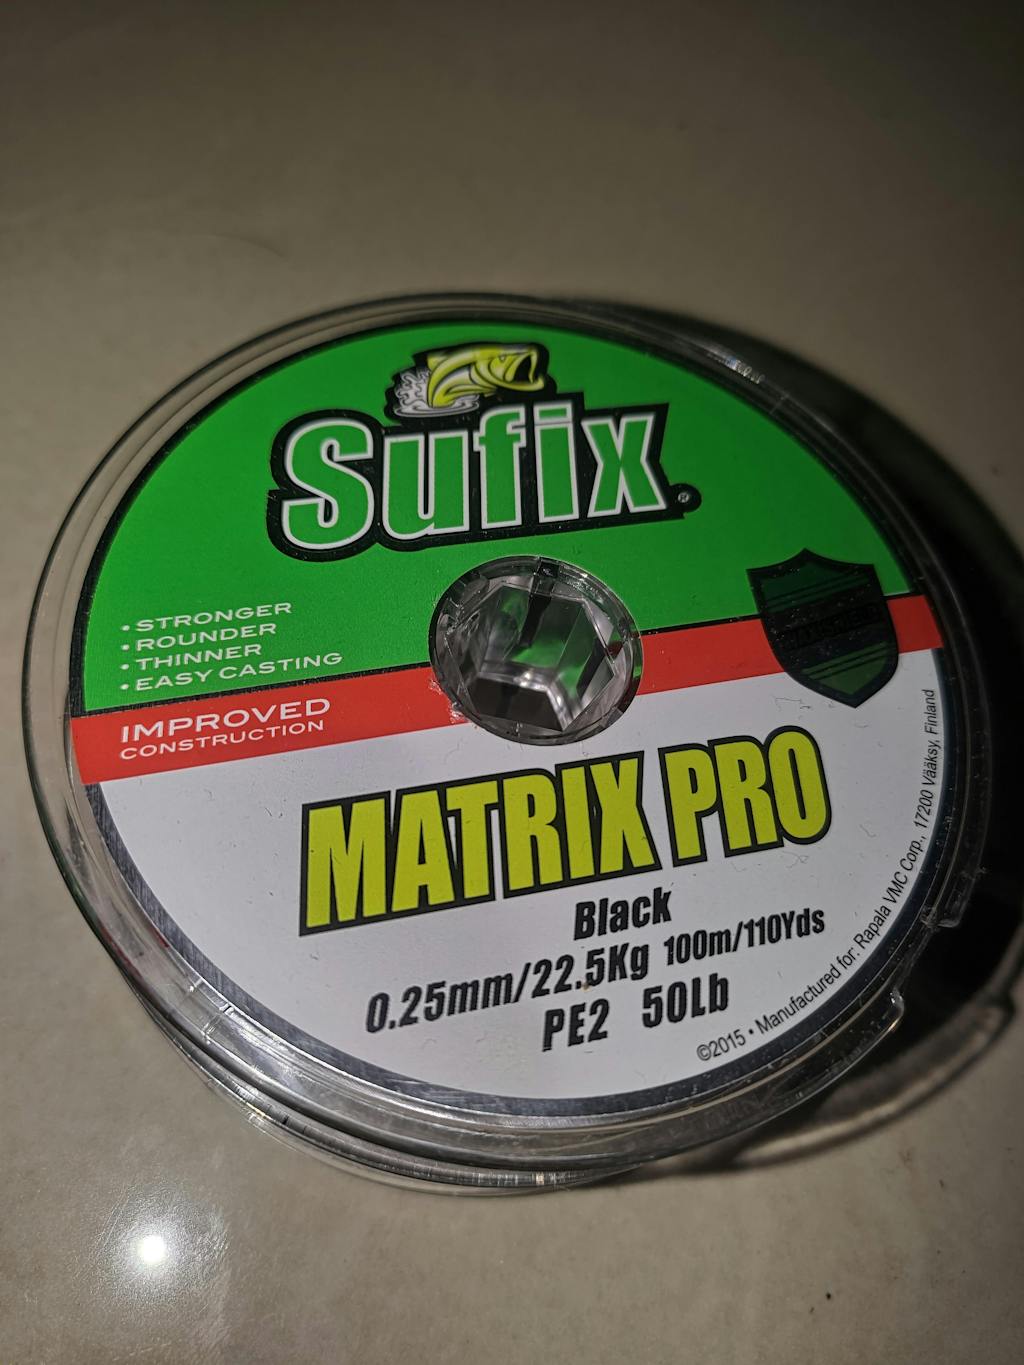 Sufix®
• STRONGER
• ROUNDER
• THINNER
• EASY CASTING
IMPROVED
CONSTRUCTION
MATRIX PRO
Black
0.25mm/22.5Kg 100m/110Yds
PE2 50Lb
©2015 • Manufactured for: Rapala VMC Corp., 17200 Vääksy, Finland